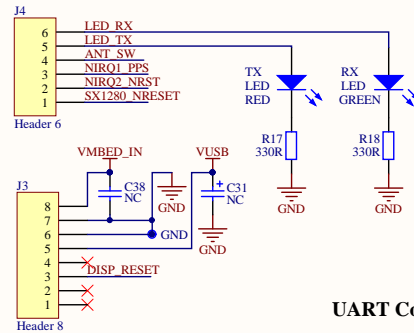 J4
6 LED_RX
5 LED_TX
4 ANT_SW
3 NIRQ1_PPS
2 NIRQ2_NRST
1 SX1280_NRESET
Header 6
TX
LED
RED
RX
LED
GREEN
R17
330R
R18
330R
GND
GND
VMBED_IN
VUSB
J3
C38
NC
+
C31
NC
GND
GND
GND
8
7
6
5
4
3 DISP_RESET
2
1
Header 8
UART Co